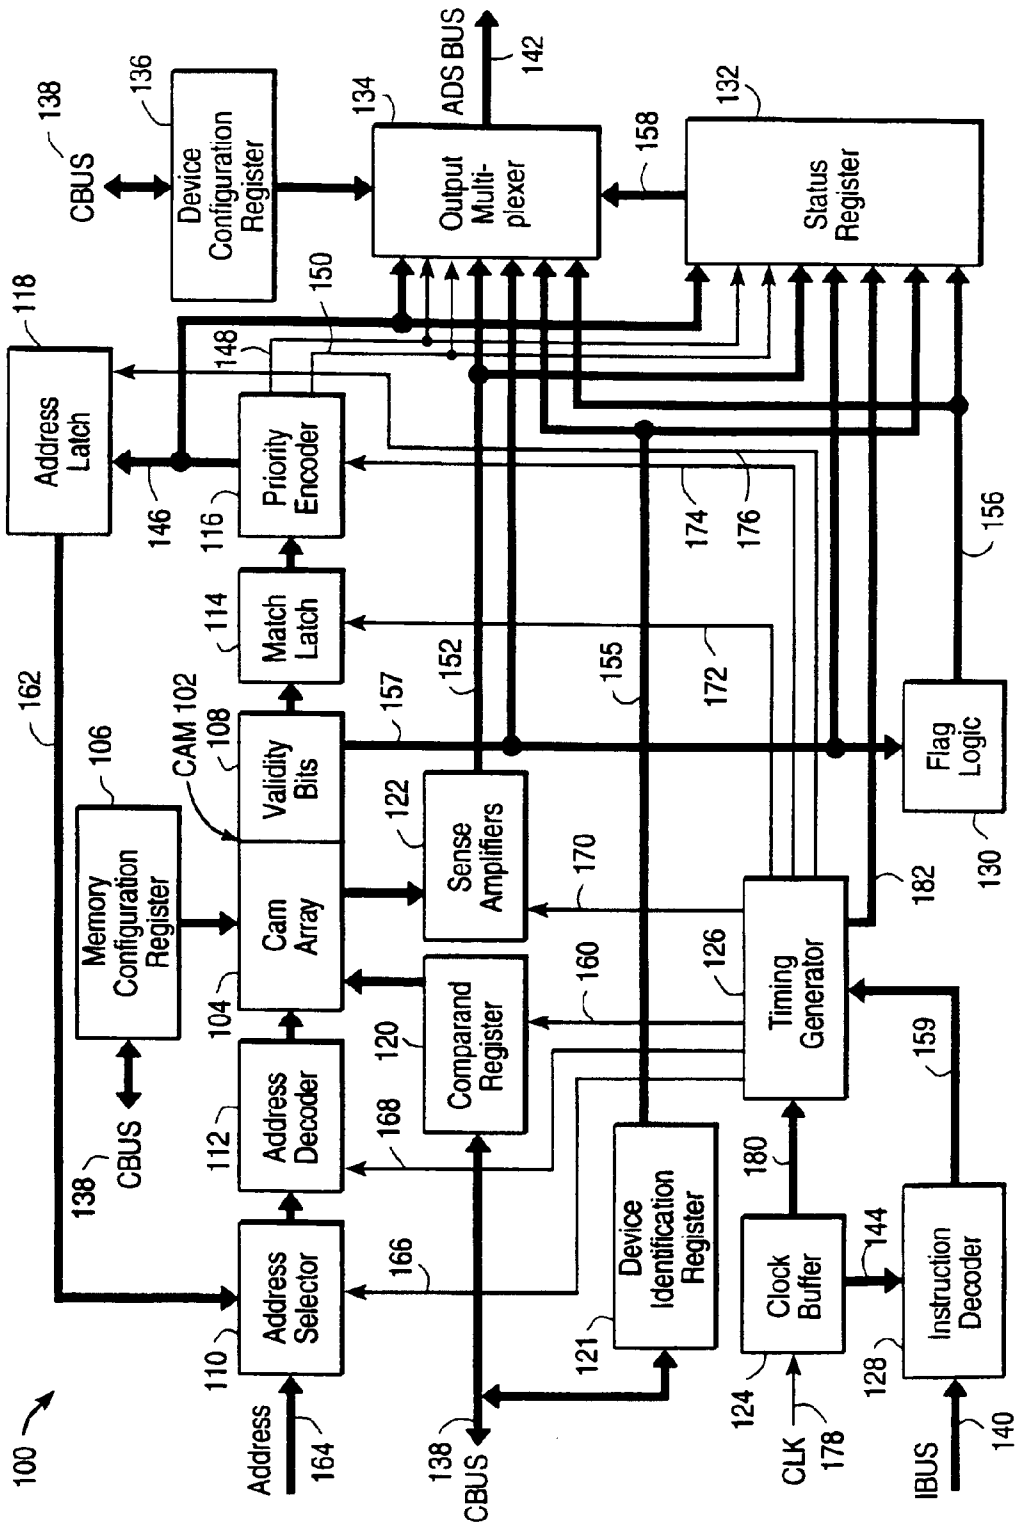 100
Address
164
110
Address
Selector
162
138
CBUS
112
Address
Decoder
166
168
Memory
Configuration
Register
106
104
Cam
Array
CAM 102
108
Validity
Bits
114
Match
Latch
116
Priority
Encoder
146
Address
Latch
118
148
150
138
CBUS
136
Device
Configuration
Register
134
Output
Multi-
plexer
ADS BUS
142
158
132
Status
Register
138
CBUS
120
Comparand
Register
122
Sense
Amplifiers
157
152
155
160
170
172
174
176
121
Device
Identification
Register
CLK
178
124
Clock
Buffer
180
144
126
Timing
Generator
182
159
IBUS
140
128
Instruction
Decoder
130
Flag
Logic
156